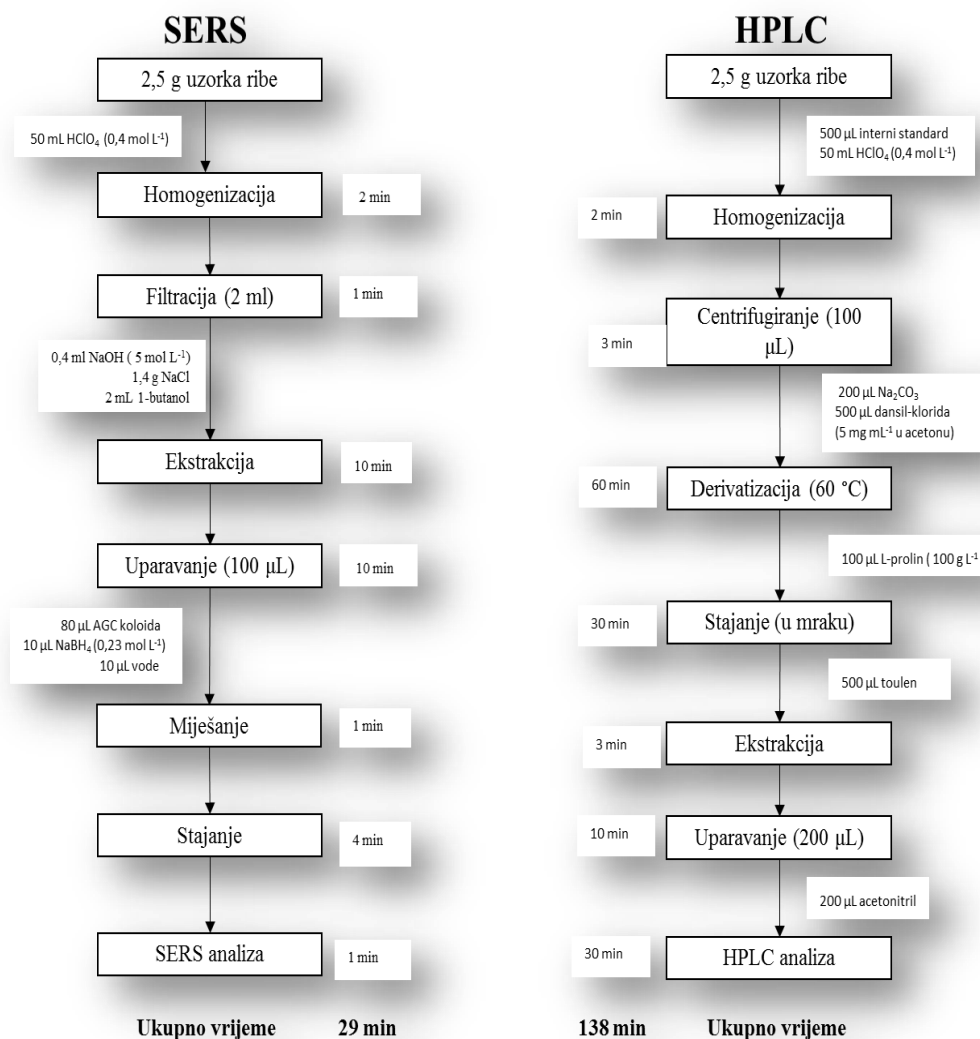 SERS
2,5 g uzorka ribe
50 mL HClO₄ (0,4 mol L⁻¹)
Homogenizacija
2 min
Filtracija (2 ml)
1 min
0,4 ml NaOH ( 5 mol L⁻¹)
1,4 g NaCl
2 mL 1-butanol
Ekstrakcija
10 min
Uparavanje (100 μL)
10 min
80 μL AGC koloida
10 μL NaBH₄ (0,23 mol L⁻¹)
10 μL vode
Miješanje
1 min
Stajanje
4 min
SERS analiza
1 min
Ukupno vrijeme 29 min
HPLC
2,5 g uzorka ribe
500 μL interni standard
50 mL HClO₄ (0,4 mol L⁻¹)
2 min
Homogenizacija
3 min
Centrifugiranje (100
μL)
200 μL Na₂CO₃
500 μL dansil-klorida
(5 mg mL⁻¹ u acetonu)
60 min
Derivatizacija (60 °C)
100 μL L-prolin ( 100 g L⁻¹
30 min
Stajanje (u mraku)
500 μL toulen
3 min
Ekstrakcija
10 min
Uparavanje (200 μL)
200 μL acetonitril
30 min
HPLC analiza
138 min Ukupno vrijeme